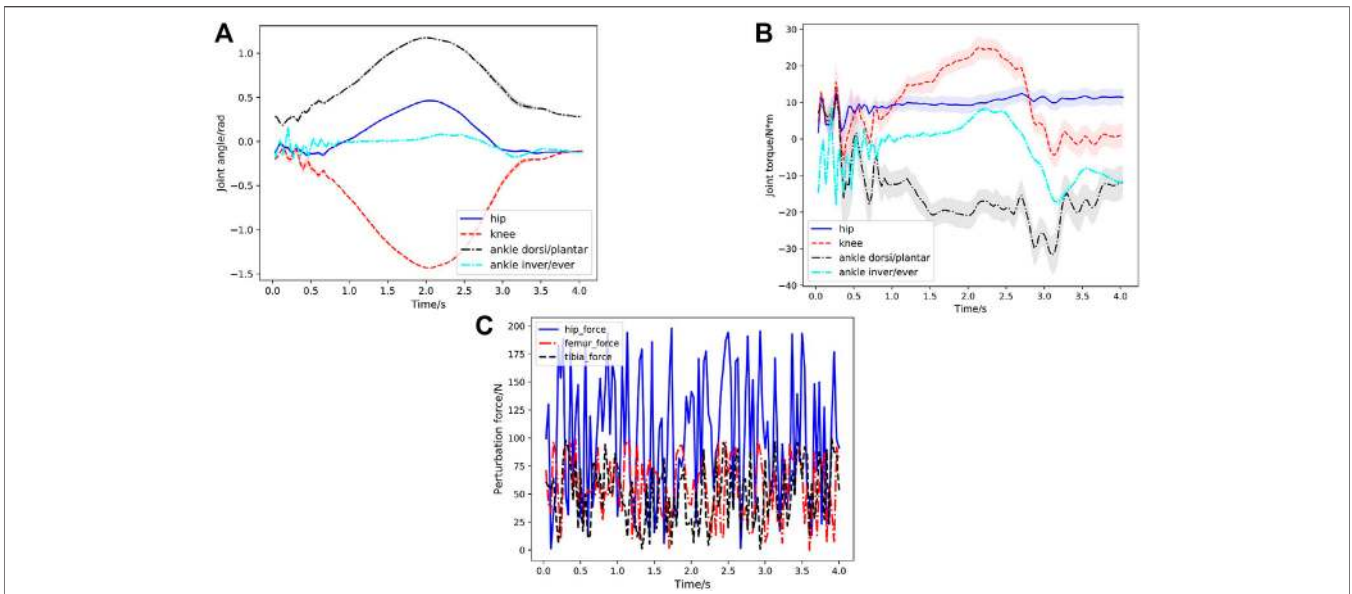 A
1.0
0.5
0.0
−0.5
−1.0
−1.5
Joint angle/rad
hip
knee
ankle dorsi/plantar
ankle inver/ever
0.0 0.5 1.0 1.5 2.0 2.5 3.0 3.5 4.0
Time/s
B
30
20
10
0
−10
−20
−30
−40
Joint torque/N*m
hip
knee
ankle dorsi/plantar
ankle inver/ever
0.0 0.5 1.0 1.5 2.0 2.5 3.0 3.5 4.0
Time/s
C
200
175
150
125
100
75
50
25
0
Perturbation force/N
hip_force
femur_force
tibia_force
0.0 0.5 1.0 1.5 2.0 2.5 3.0 3.5 4.0
Time/s